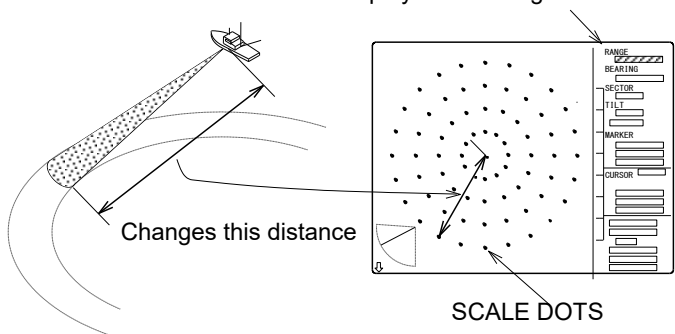 RANGE
BEARING
SECTOR
TILT
MARKER
CURSOR
Changes this distance
SCALE DOTS